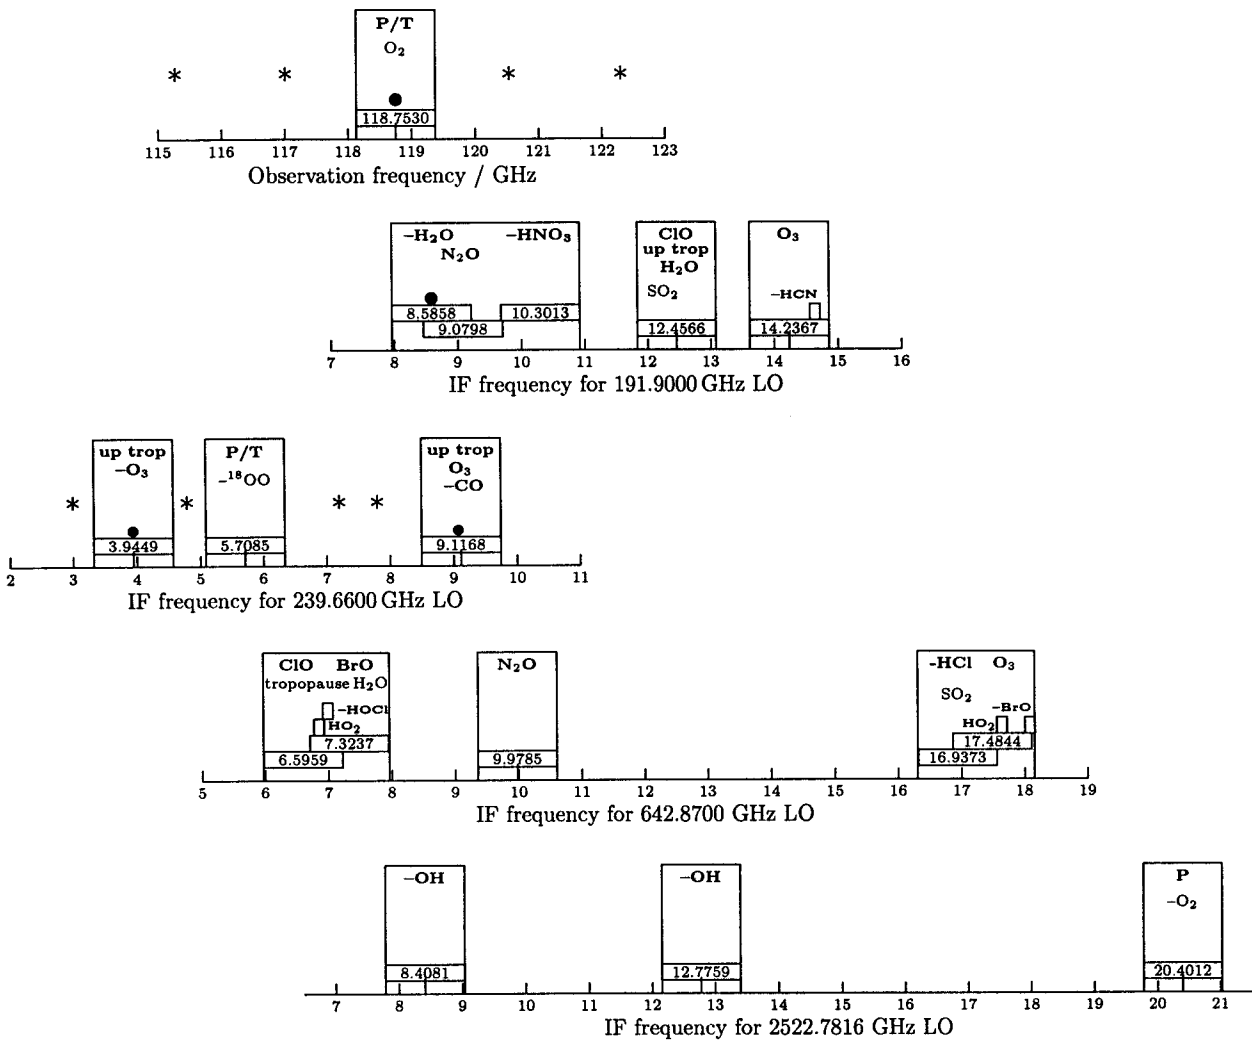 P/T
O₂
* * * *
118.7530
115 116 117 118 119 120 121 122 123
Observation frequency / GHz
–H₂O –HNO₃
N₂O
8.5858 10.3013
9.0798
ClO
up trop
H₂O
SO₂
12.4566
O₃
–HCN
14.2367
7 8 9 10 11 12 13 14 15 16
IF frequency for 191.9000 GHz LO
up trop
–O₃
3.9449
P/T
–¹⁸OO
5.7085
up trop
O₃
–CO
9.1168
* * * *
2 3 4 5 6 7 8 9 10 11
IF frequency for 239.6600 GHz LO
ClO BrO
tropopause H₂O
–HOCl
HO₂
7.3237
6.5959
N₂O
9.9785
-HCl O₃
SO₂
–BrO
HO₂
17.4844
16.9373
5 6 7 8 9 10 11 12 13 14 15 16 17 18 19
IF frequency for 642.8700 GHz LO
–OH
8.4081
–OH
12.7759
P
–O₂
20.4012
7 8 9 10 11 12 13 14 15 16 17 18 19 20 21
IF frequency for 2522.7816 GHz LO